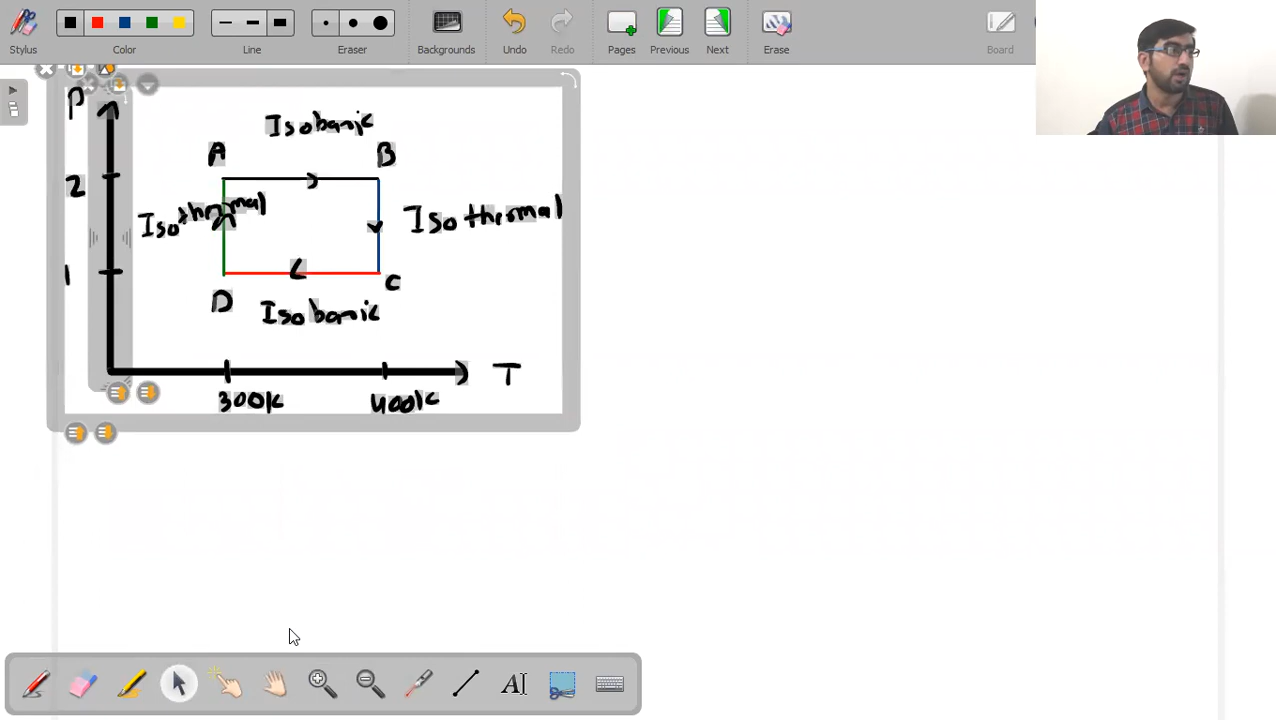 Stylus Color Line Eraser Backgrounds Undo Redo Pages Previous Next Erase Board
P
Isobaric
A B
2
Isothermal Isothermal
1
D C
Isobaric
T
300K 400K